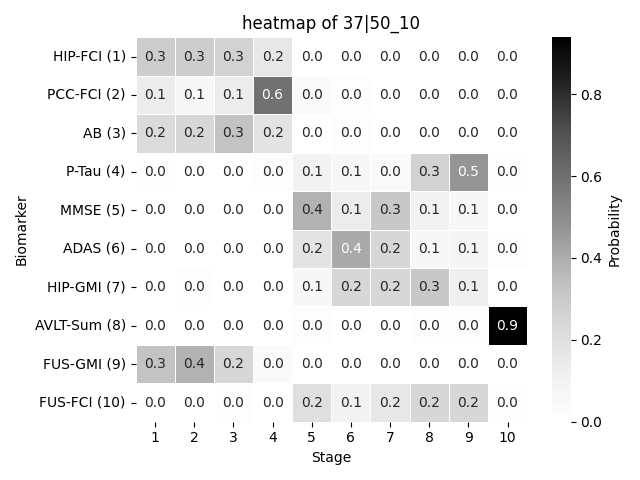 heatmap of 37|50_10
HIP-FCI (1) 0.3 0.3 0.3 0.2 0.0 0.0 0.0 0.0 0.0 0.0
PCC-FCI (2) 0.1 0.1 0.1 0.6 0.0 0.0 0.0 0.0 0.0 0.0
AB (3) 0.2 0.2 0.3 0.2 0.0 0.0 0.0 0.0 0.0 0.0
P-Tau (4) 0.0 0.0 0.0 0.0 0.1 0.1 0.0 0.3 0.5 0.0
MMSE (5) 0.0 0.0 0.0 0.0 0.4 0.1 0.3 0.1 0.1 0.0
ADAS (6) 0.0 0.0 0.0 0.0 0.2 0.4 0.2 0.1 0.1 0.0
HIP-GMI (7) 0.0 0.0 0.0 0.0 0.1 0.2 0.2 0.3 0.1 0.0
AVLT-Sum (8) 0.0 0.0 0.0 0.0 0.0 0.0 0.0 0.0 0.0 0.9
FUS-GMI (9) 0.3 0.4 0.2 0.0 0.0 0.0 0.0 0.0 0.0 0.0
FUS-FCI (10) 0.0 0.0 0.0 0.0 0.2 0.1 0.2 0.2 0.2 0.0
1 2 3 4 5 6 7 8 9 10
Stage
Biomarker
0.8
0.6
0.4
0.2
0.0
Probability